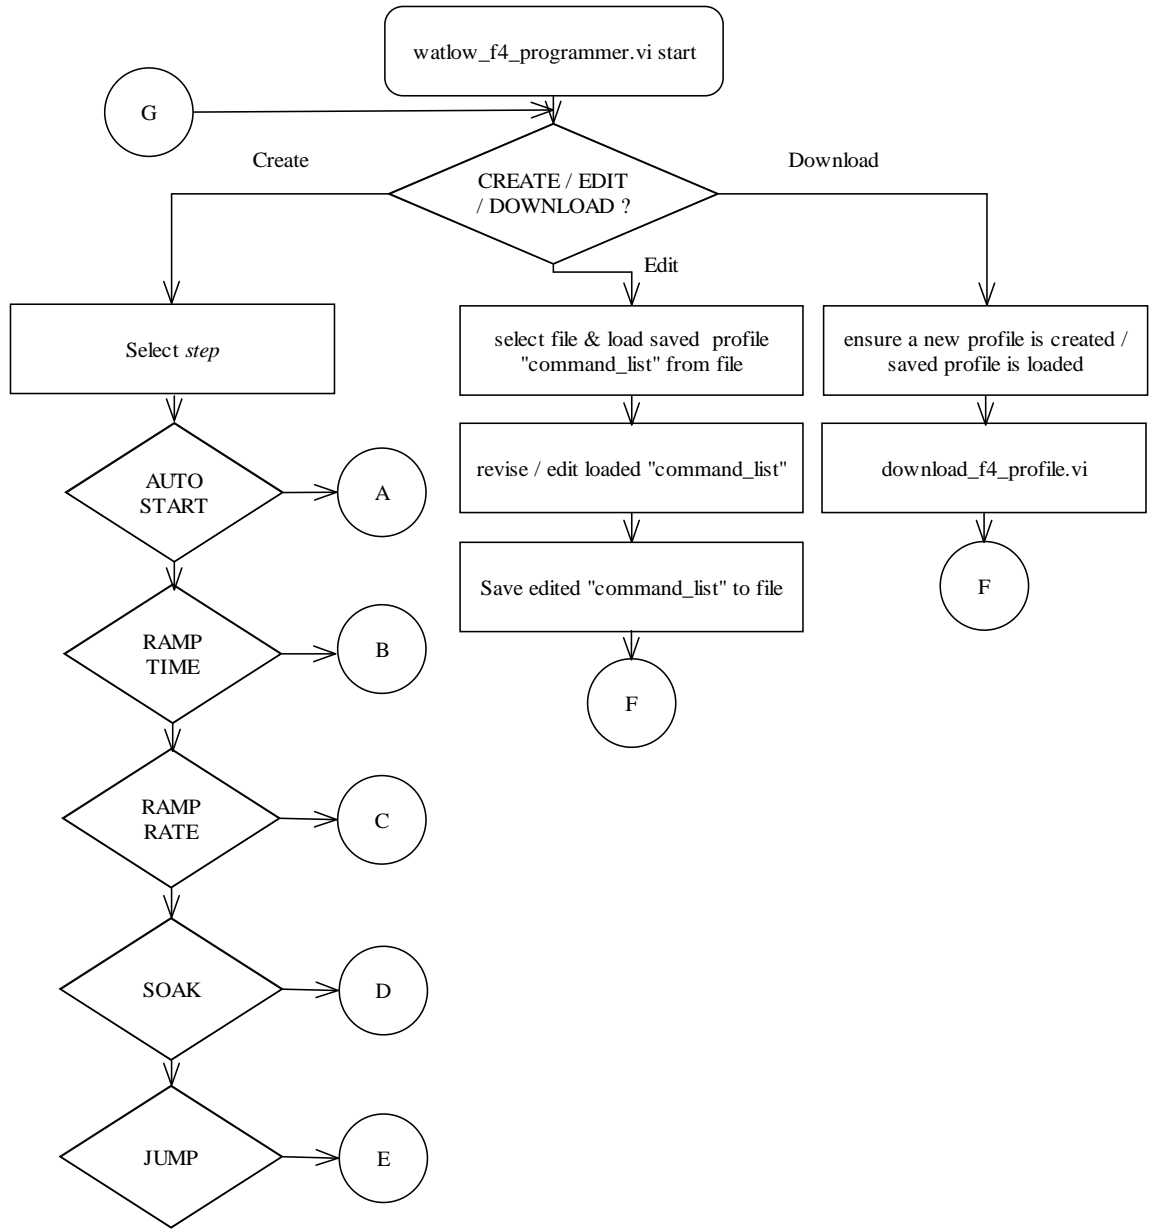 watlow_f4_programmer.vi start
G
Create
Download
CREATE / EDIT
/ DOWNLOAD ?
Edit
Select step
select file & load saved profile
"command_list" from file
ensure a new profile is created /
saved profile is loaded
AUTO
START
A
revise / edit loaded "command_list"
download_f4_profile.vi
Save edited "command_list" to file
F
RAMP
TIME
B
F
RAMP
RATE
C
SOAK
D
JUMP
E